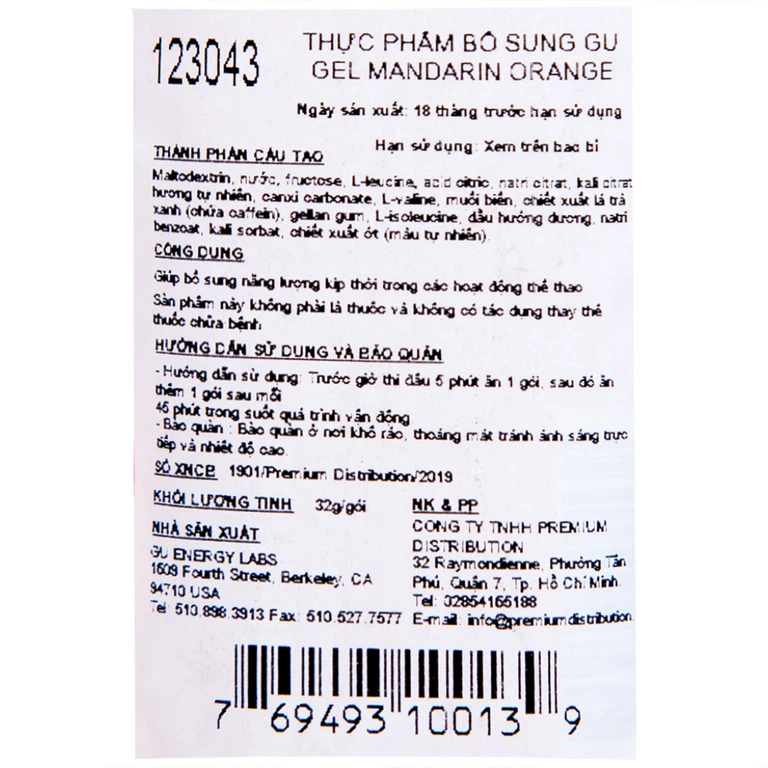 123043
THỰC PHẨM BỔ SUNG GU
GEL MANDARIN ORANGE
Ngày sản xuất: 18 tháng trước hạn sử dụng
Hạn sử dụng: Xem trên bao bì
THÀNH PHẦN CẤU TẠO
Maltodextrin, nước, fructose, L-leucine, acid citric, natri citrat, kali citrat
hương tự nhiên, canxi carbonate, L-valine, muối biển, chiết xuất lá trà
xanh (chứa caffein), gellan gum, L-isoleucine, dầu hướng dương, natri
benzoat, kali sorbat, chiết xuất ớt (màu tự nhiên).
CÔNG DỤNG
Giúp bổ sung năng lượng kịp thời trong các hoạt động thể thao
Sản phẩm này không phải là thuốc và không có tác dụng thay thế
thuốc chữa bệnh
HƯỚNG DẪN SỬ DỤNG VÀ BẢO QUẢN
- Hướng dẫn sử dụng: Trước giờ thi đấu 5 phút ăn 1 gói, sau đó ăn
thêm 1 gói sau mỗi
45 phút trong suốt quá trình vận động
- Bảo quản : Bảo quản ở nơi khô ráo, thoáng mát tránh ánh sáng trực
tiếp và nhiệt độ cao.
SỐ XNCB 1901/Premium Distribution/2019
KHỐI LƯỢNG TỊNH 32g/gói
NHÀ SẢN XUẤT
GU ENERGY LABS
1609 Fourth Street, Berkeley, CA
94710 USA
Tel: 510.898.3913 Fax: 510.527.7577
NK & PP
CÔNG TY TNHH PREMIUM
DISTRIBUTION
32 Raymondienne, Phường Tân
Phú, Quận 7, Tp. Hồ Chí Minh
Tel: 02854165188
E-mail: info@premiumdistribution
7 69493 10013 9